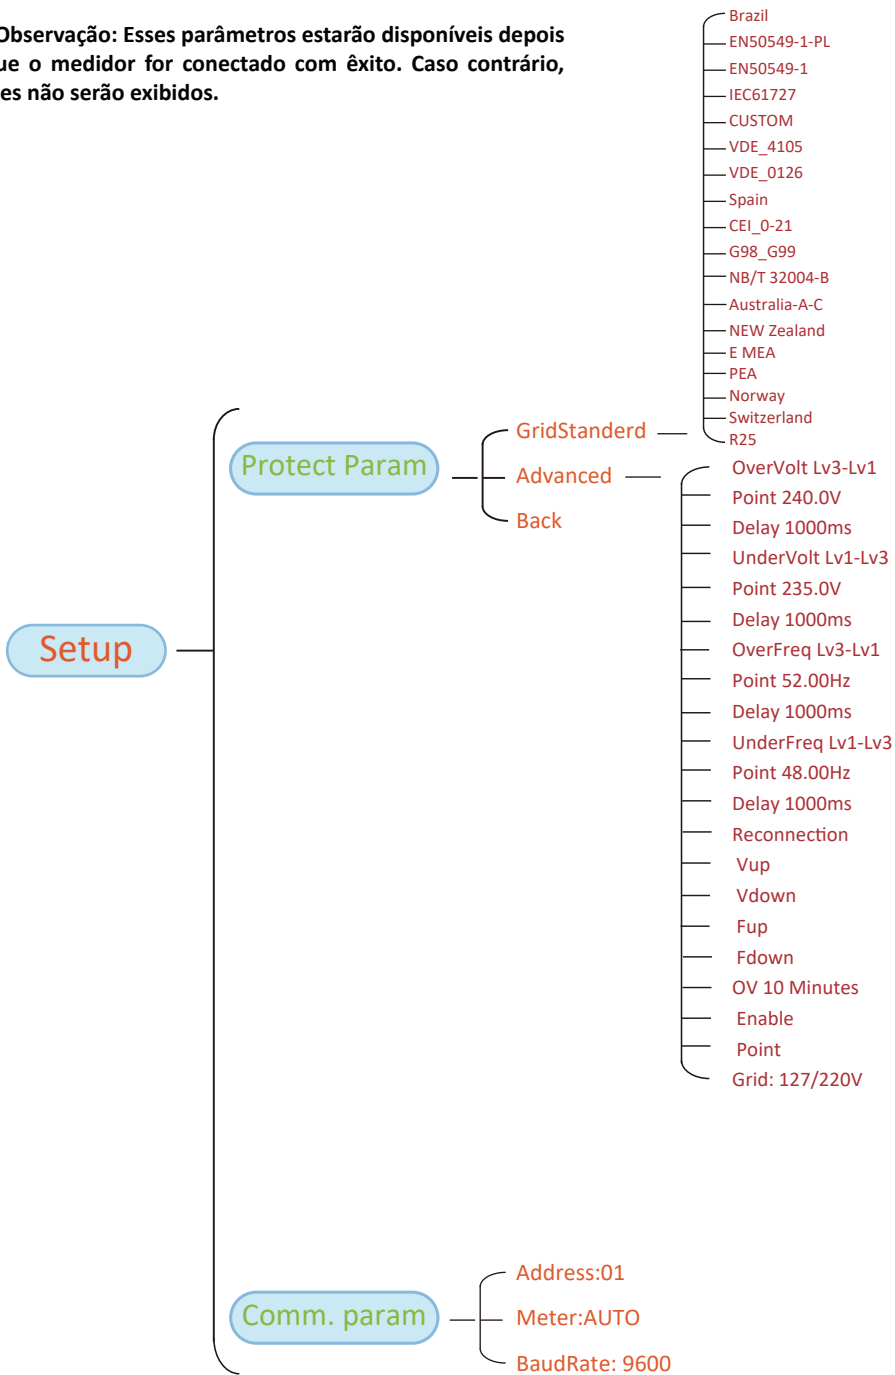 Observação: Esses parâmetros estarão disponíveis depois
ue o medidor for conectado com êxito. Caso contrário,
es não serão exibidos.
Setup
Protect Param
GridStanderd
Brazil
EN50549-1-PL
EN50549-1
IEC61727
CUSTOM
VDE_4105
VDE_0126
Spain
CEI_0-21
G98_G99
NB/T 32004-B
Australia-A-C
NEW Zealand
E MEA
PEA
Norway
Switzerland
R25
Advanced
OverVolt Lv3-Lv1
Point 240.0V
Delay 1000ms
UnderVolt Lv1-Lv3
Point 235.0V
Delay 1000ms
OverFreq Lv3-Lv1
Point 52.00Hz
Delay 1000ms
UnderFreq Lv1-Lv3
Point 48.00Hz
Delay 1000ms
Reconnection
Vup
Vdown
Fup
Fdown
OV 10 Minutes
Enable
Point
Grid: 127/220V
Back
Comm. param
Address:01
Meter:AUTO
BaudRate: 9600